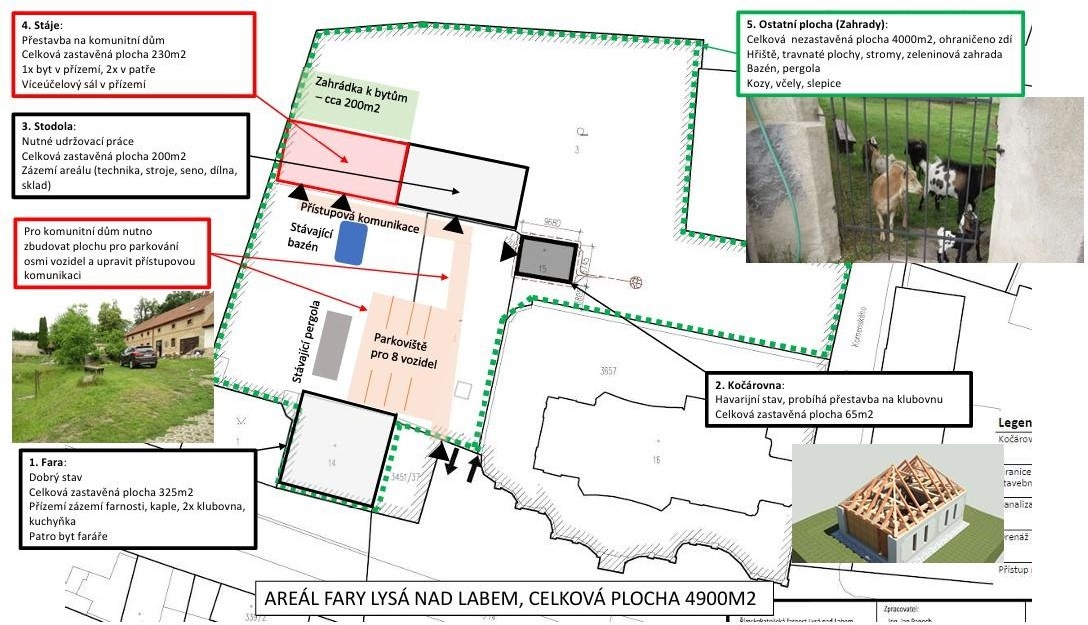 4. Stáje:
Přestavba na komunitní dům
Celková zastavěná plocha 230m2
1x byt v přízemí, 2x v patře
Víceúčelový sál v přízemí
5. Ostatní plocha (Zahrady):
Celková  nezastavěná plocha 4000m2, ohraničeno zdí
Hřiště, travnaté plochy, stromy, zeleninová zahrada
Bazén, pergola
Kozy, včely, slepice
Zahrádka k bytům
– cca 200m2
3. Stodola:
Nutné udržovací práce
Celková zastavěná plocha 200m2
Zázemí areálu (technika, stroje, seno, dílna,
sklad)
3
Přístupová komunikace
Stávající
bazén
9680
15
Pro komunitní dům nutno
zbudovat plochu pro parkování
osmi vozidel a upravit přístupovou
komunikaci
Stávající pergola
Parkoviště
pro 8 vozidel
Komenského
3657
2. Kočárovna:
Havarijní stav, probíhá přestavba na klubovnu
Celková zastavěná plocha 65m2
Legen
Kočárov
14
3451/37
16
1. Fara:
Dobrý stav
Celková zastavěná plocha 325m2
Přízemí zázemí farnosti, kaple, 2x klubovna,
kuchyňka
Patro byt faráře
Přístup
AREÁL FARY LYSÁ NAD LABEM, CELKOVÁ PLOCHA 4900M2
Zpracovatel: